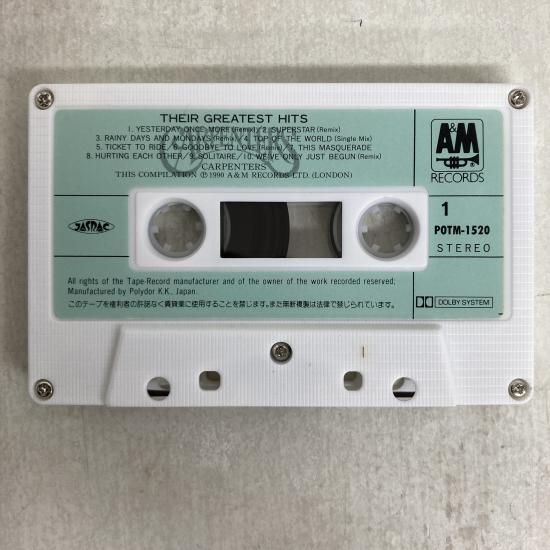 THEIR GREATEST HITS
1. YESTERDAY ONCE MORE (Remix)/2. SUPERSTAR (Remix)
3. RAINY DAYS AND MONDAYS (Remix)/4. TOP OF THE WORLD (Single Mix)
5. TICKET TO RIDE/6. GOODBYE TO LOVE (Remix)/7. THIS MASQUERADE
8. HURTING EACH OTHER/9. SOLITAIRE/10. WE'VE ONLY JUST BEGUN (Remix)
CARPENTERS
THIS COMPILATION Ⓟ 1990 A&M RECORDS LTD. (LONDON)
A&M
RECORDS
®
JASRAC
1
POTM-1520
STEREO
All rights of the Tape-Record manufacturer and of the owner of the work recorded reserved;
Manufactured by Polydor K.K., Japan.
このテープを権利者の許諾なく賃貸業に使用することを禁じます。また無断複製は法律で禁じられています。
DOLBY SYSTEM